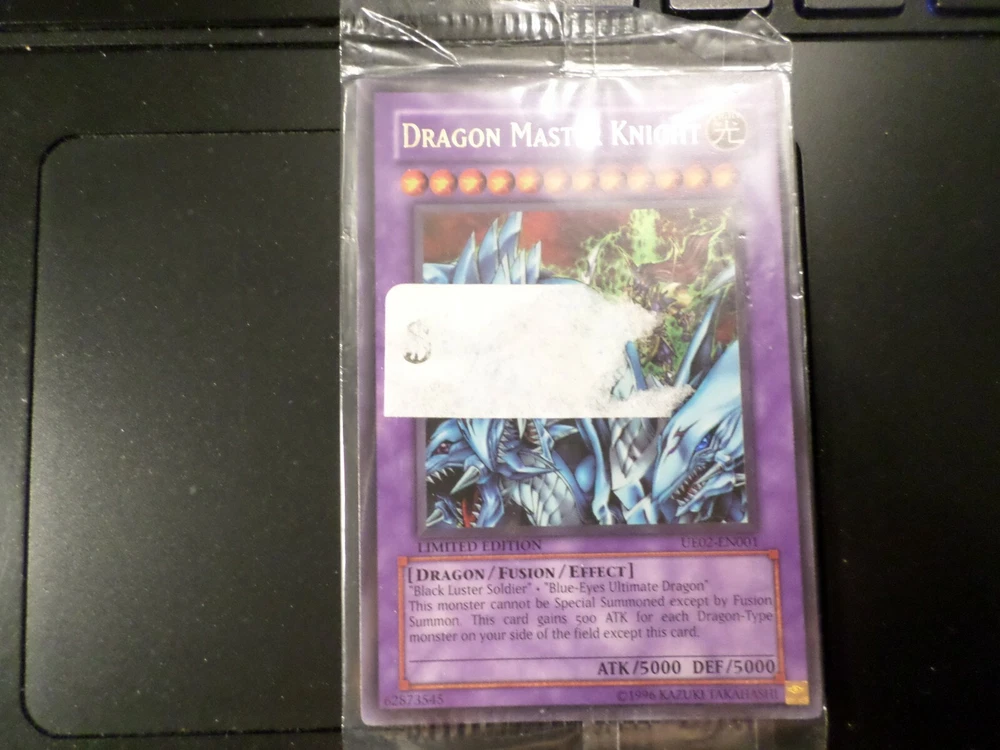 DRAGON MASTER KNIGHT 光
$
LIMITED EDITION UE02-EN001
[DRAGON/FUSION/EFFECT]
"Black Luster Soldier" + "Blue-Eyes Ultimate Dragon"
This monster cannot be Special Summoned except by Fusion
Summon. This card gains 500 ATK for each Dragon-Type
monster on your side of the field except this card.
ATK/5000 DEF/5000
62873545 ©1996 KAZUKI TAKAHASHI